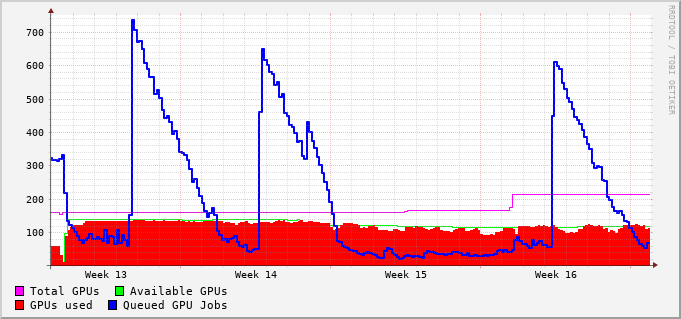 700
600
500
400
300
200
100
Week 13 Week 14 Week 15 Week 16
Total GPUs Available GPUs
GPUs used Queued GPU Jobs
RRDTOOL / TOBI OETIKER